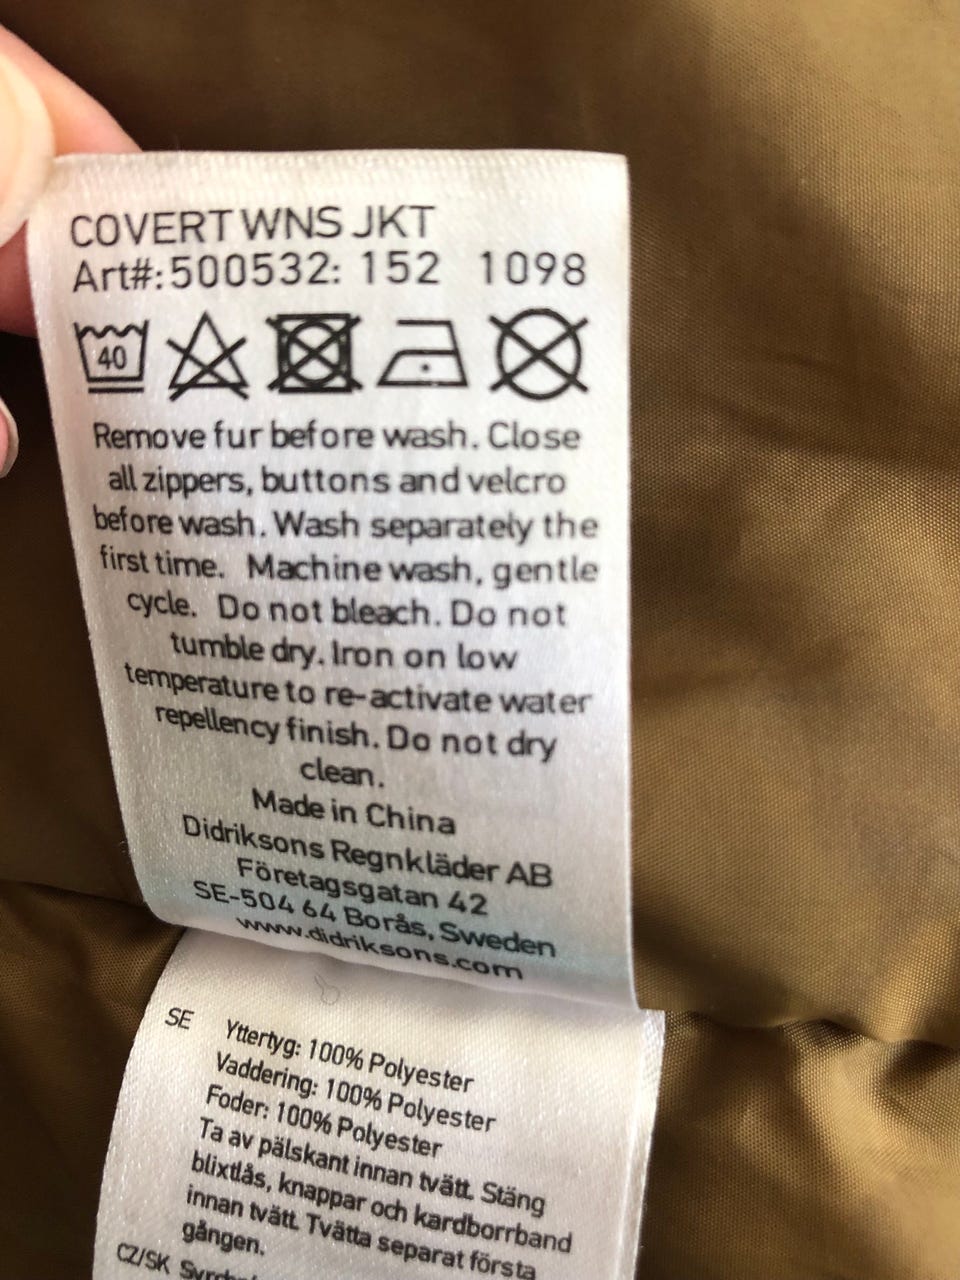 COVERT WNS JKT
Art#:500532: 152 1098
40
Remove fur before wash. Close
all zippers, buttons and velcro
before wash. Wash separately the
first time. Machine wash, gentle
cycle. Do not bleach. Do not
tumble dry. Iron on low
temperature to re-activate water
repellency finish. Do not dry
clean.
Made in China
Didriksons Regnkläder AB
Företagsgatan 42
SE-504 64 Borås, Sweden
www.didriksons.com
SE Yttertyg: 100% Polyester
Vaddering: 100% Polyester
Foder: 100% Polyester
Ta av pälskant innan tvätt. Stäng
blixtlås, knappar och kardborrband
innan tvätt. Tvätta separat första
gången.
CZ/SK